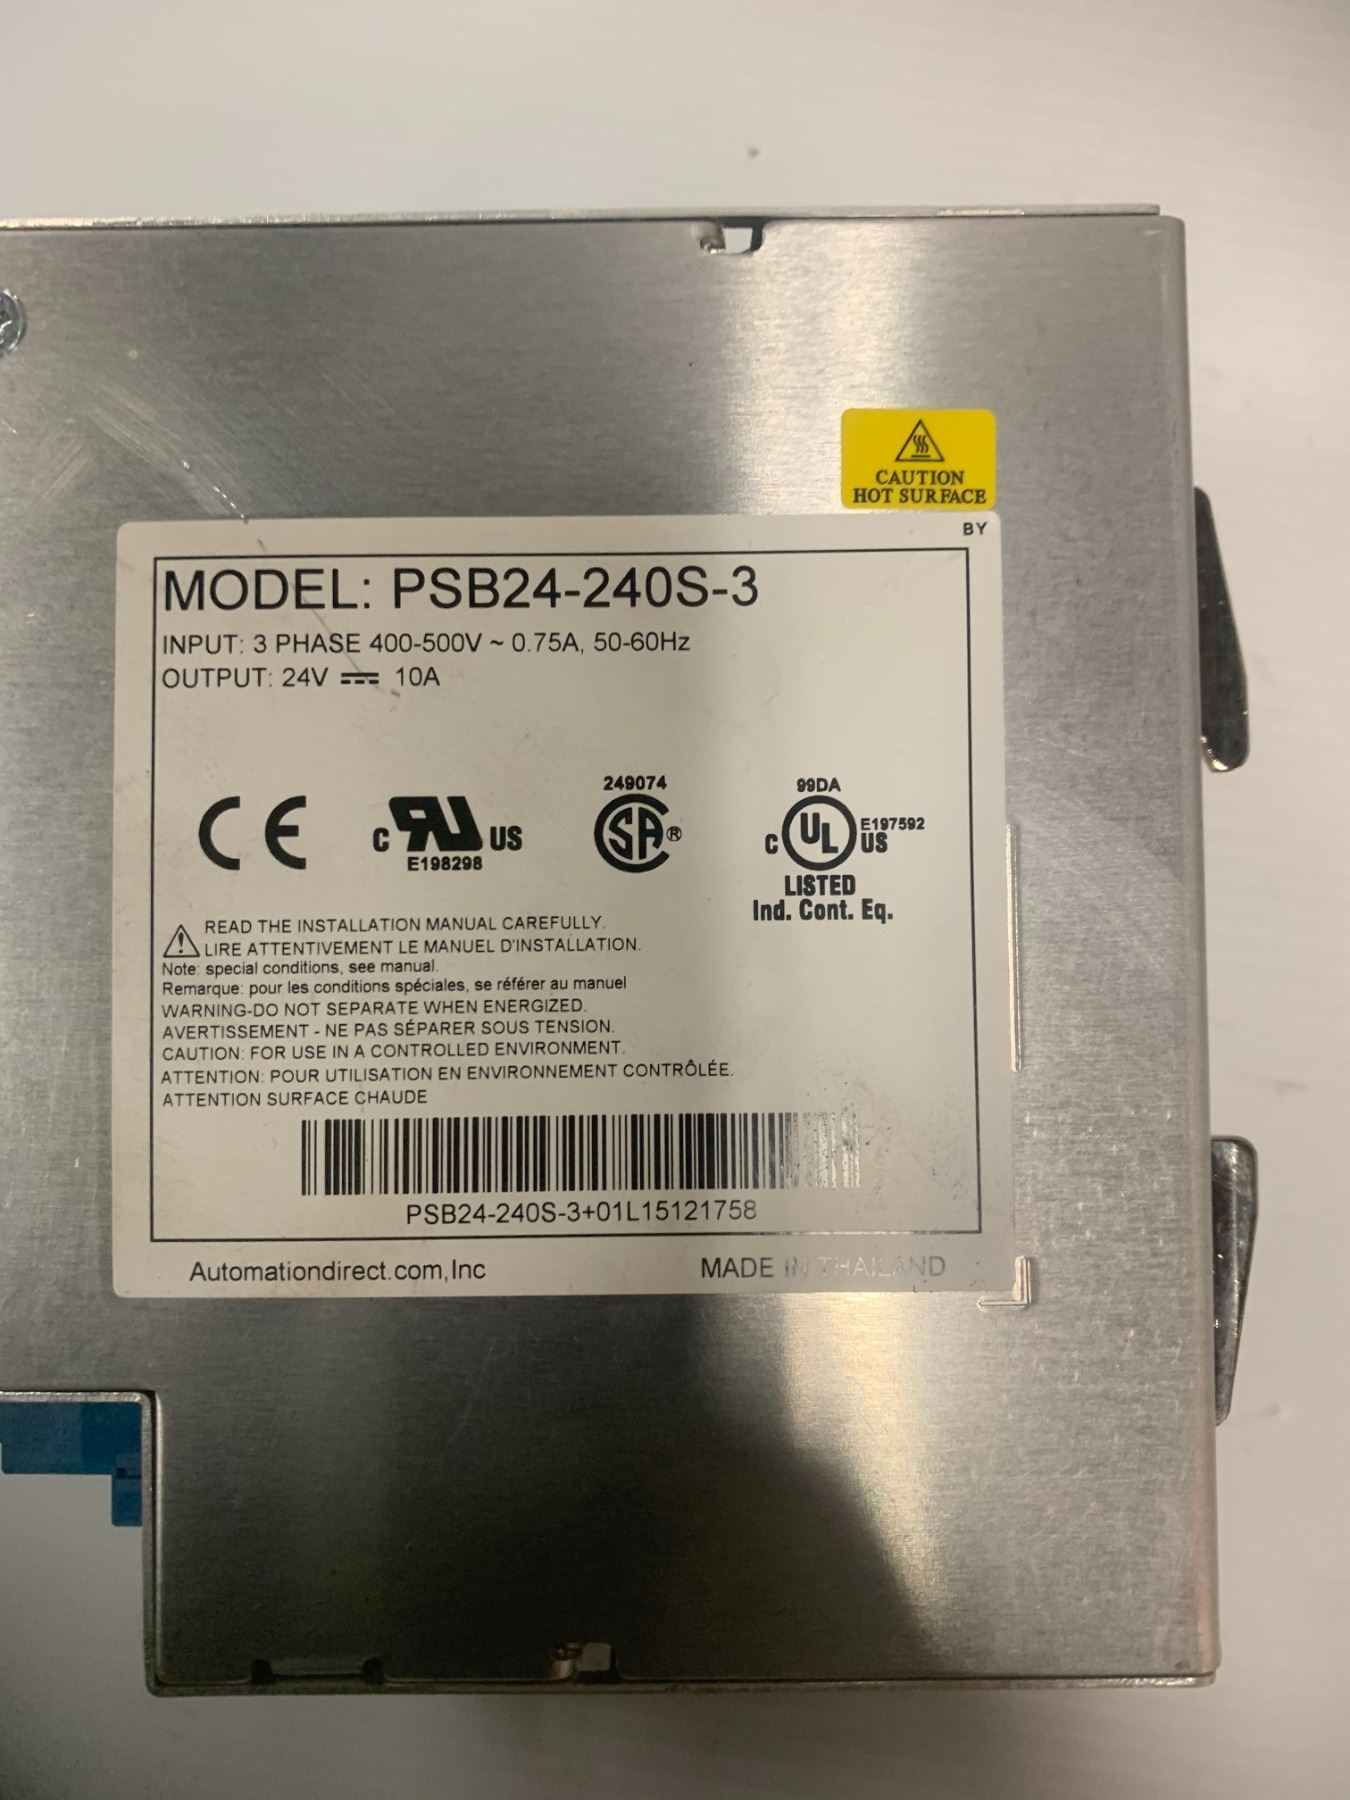 CAUTION
HOT SURFACE
BY
MODEL: PSB24-240S-3
INPUT: 3 PHASE 400-500V ~ 0.75A, 50-60Hz
OUTPUT: 24V ⎓ 10A
CE
c RU US
E198298
249074
SA®
99DA
c UL US E197592
LISTED
Ind. Cont. Eq.
READ THE INSTALLATION MANUAL CAREFULLY.
LIRE ATTENTIVEMENT LE MANUEL D'INSTALLATION.
Note: special conditions, see manual.
Remarque: pour les conditions spéciales, se référer au manuel
WARNING-DO NOT SEPARATE WHEN ENERGIZED.
AVERTISSEMENT - NE PAS SÉPARER SOUS TENSION.
CAUTION: FOR USE IN A CONTROLLED ENVIRONMENT.
ATTENTION: POUR UTILISATION EN ENVIRONNEMENT CONTRÔLÉE.
ATTENTION SURFACE CHAUDE
PSB24-240S-3+01L15121758
Automationdirect.com,Inc MADE IN THAILAND